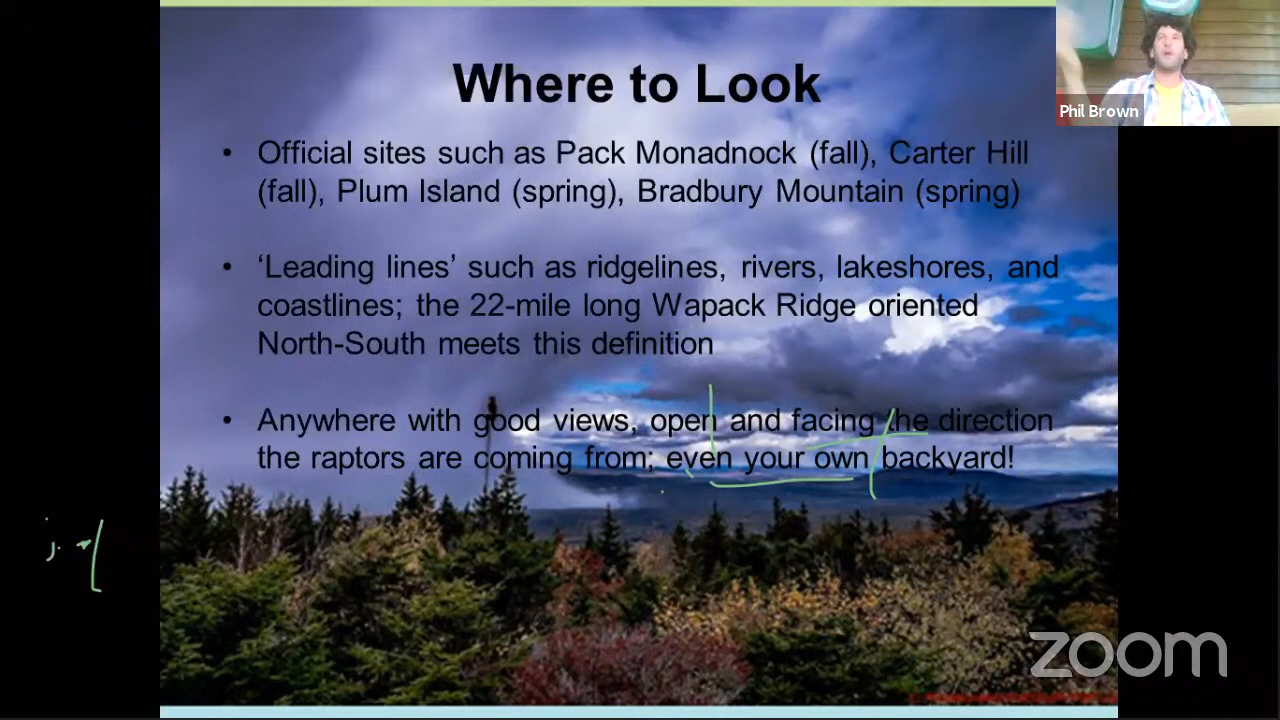 Where to Look
• Official sites such as Pack Monadnock (fall), Carter Hill
(fall), Plum Island (spring), Bradbury Mountain (spring)
• ‘Leading lines’ such as ridgelines, rivers, lakeshores, and
coastlines; the 22-mile long Wapack Ridge oriented
North-South meets this definition
• Anywhere with good views, open and facing the direction
the raptors are coming from; even your own backyard!
Phil Brown
zoom